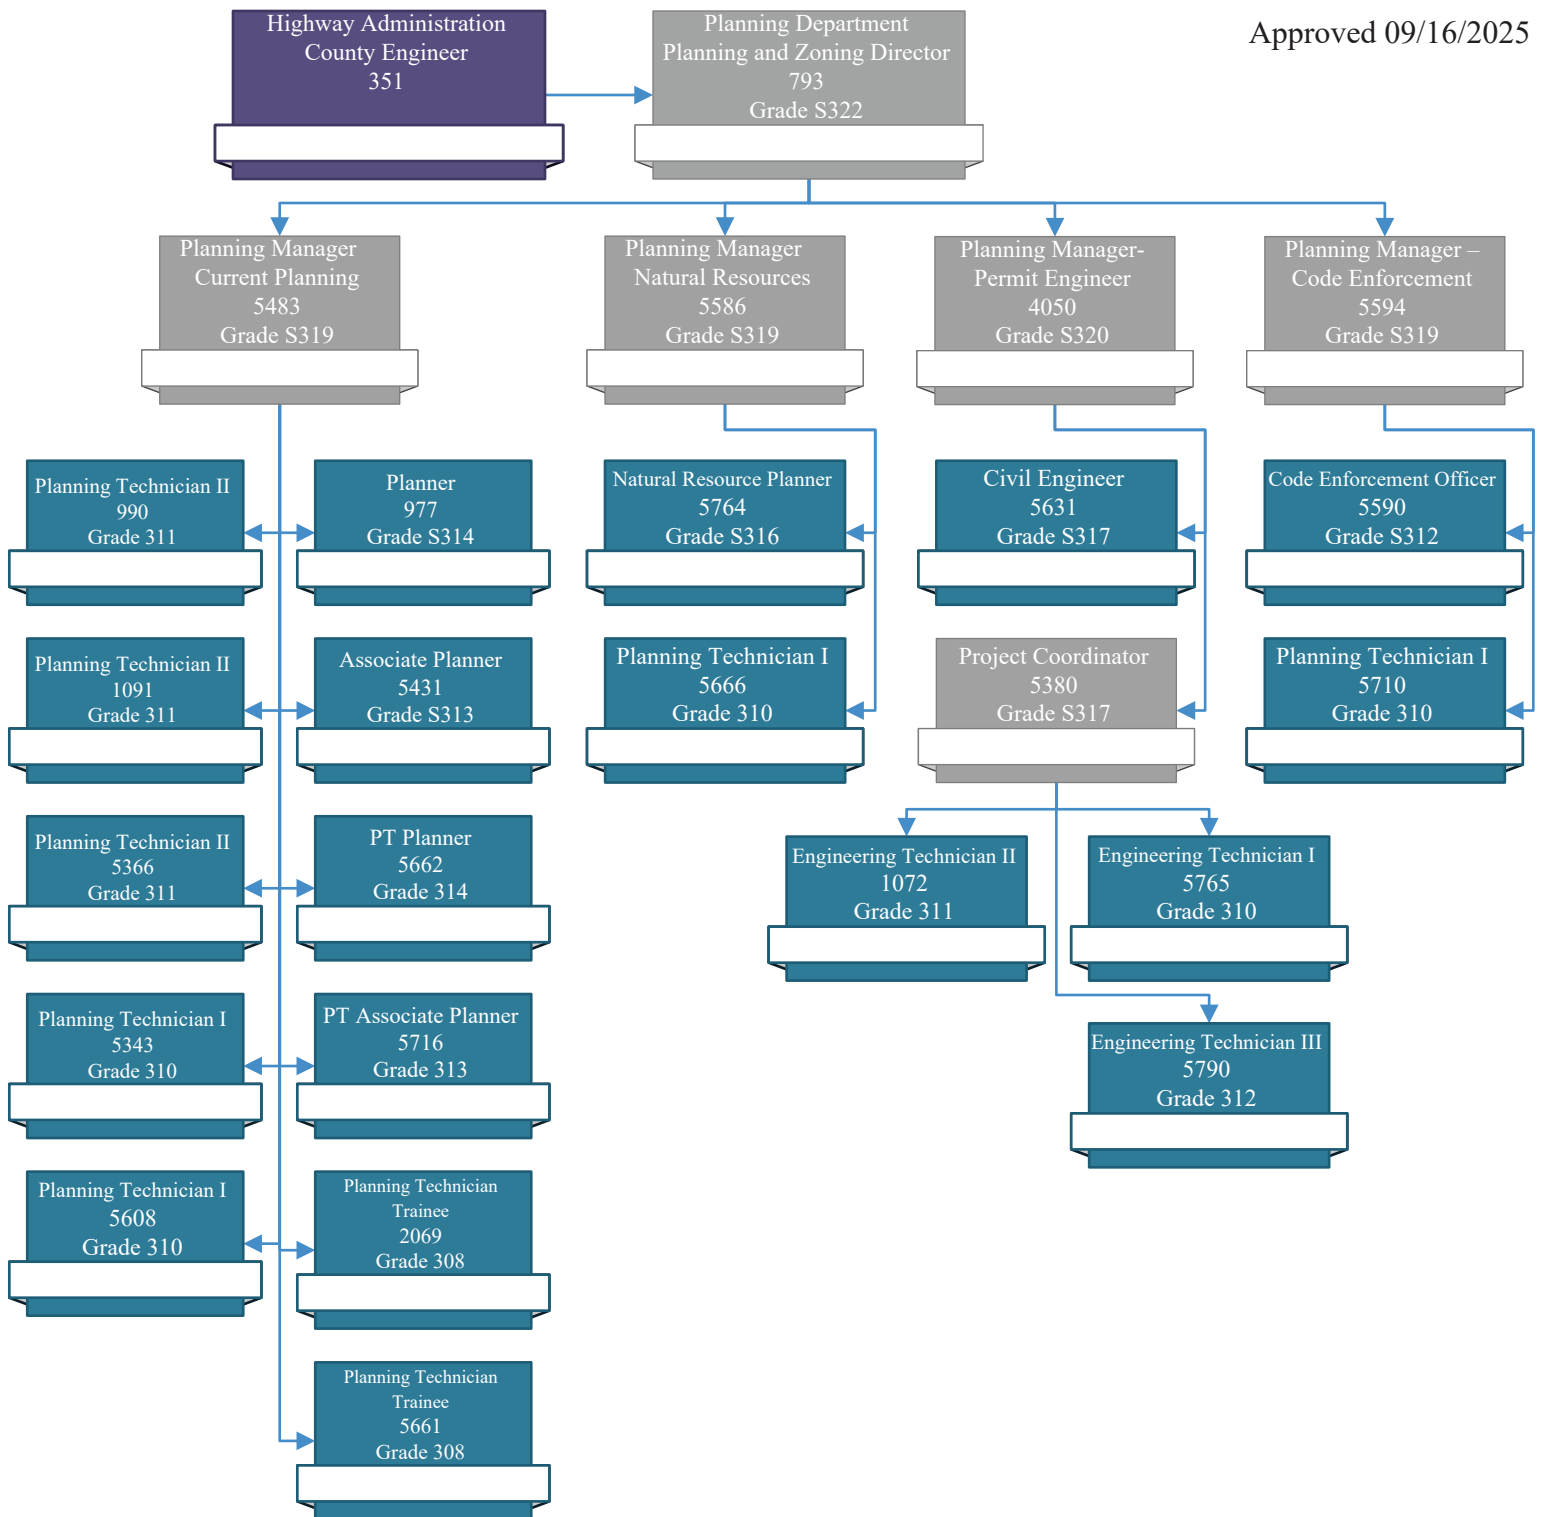 Highway Administration
County Engineer
351
Planning Department
Planning and Zoning Director
793
Grade S322
Approved 09/16/2025
Planning Manager
Current Planning
5483
Grade S319
Planning Manager
Natural Resources
5586
Grade S319
Planning Manager-
Permit Engineer
4050
Grade S320
Planning Manager –
Code Enforcement
5594
Grade S319
Planning Technician II
990
Grade 311
Planner
977
Grade S314
Natural Resource Planner
5764
Grade S316
Civil Engineer
5631
Grade S317
Code Enforcement Officer
5590
Grade S312
Planning Technician II
1091
Grade 311
Associate Planner
5431
Grade S313
Planning Technician I
5666
Grade 310
Project Coordinator
5380
Grade S317
Planning Technician I
5710
Grade 310
Planning Technician II
5366
Grade 311
PT Planner
5662
Grade 314
Engineering Technician II
1072
Grade 311
Engineering Technician I
5765
Grade 310
Planning Technician I
5343
Grade 310
PT Associate Planner
5716
Grade 313
Engineering Technician III
5790
Grade 312
Planning Technician I
5608
Grade 310
Planning Technician
Trainee
2069
Grade 308
Planning Technician
Trainee
5661
Grade 308